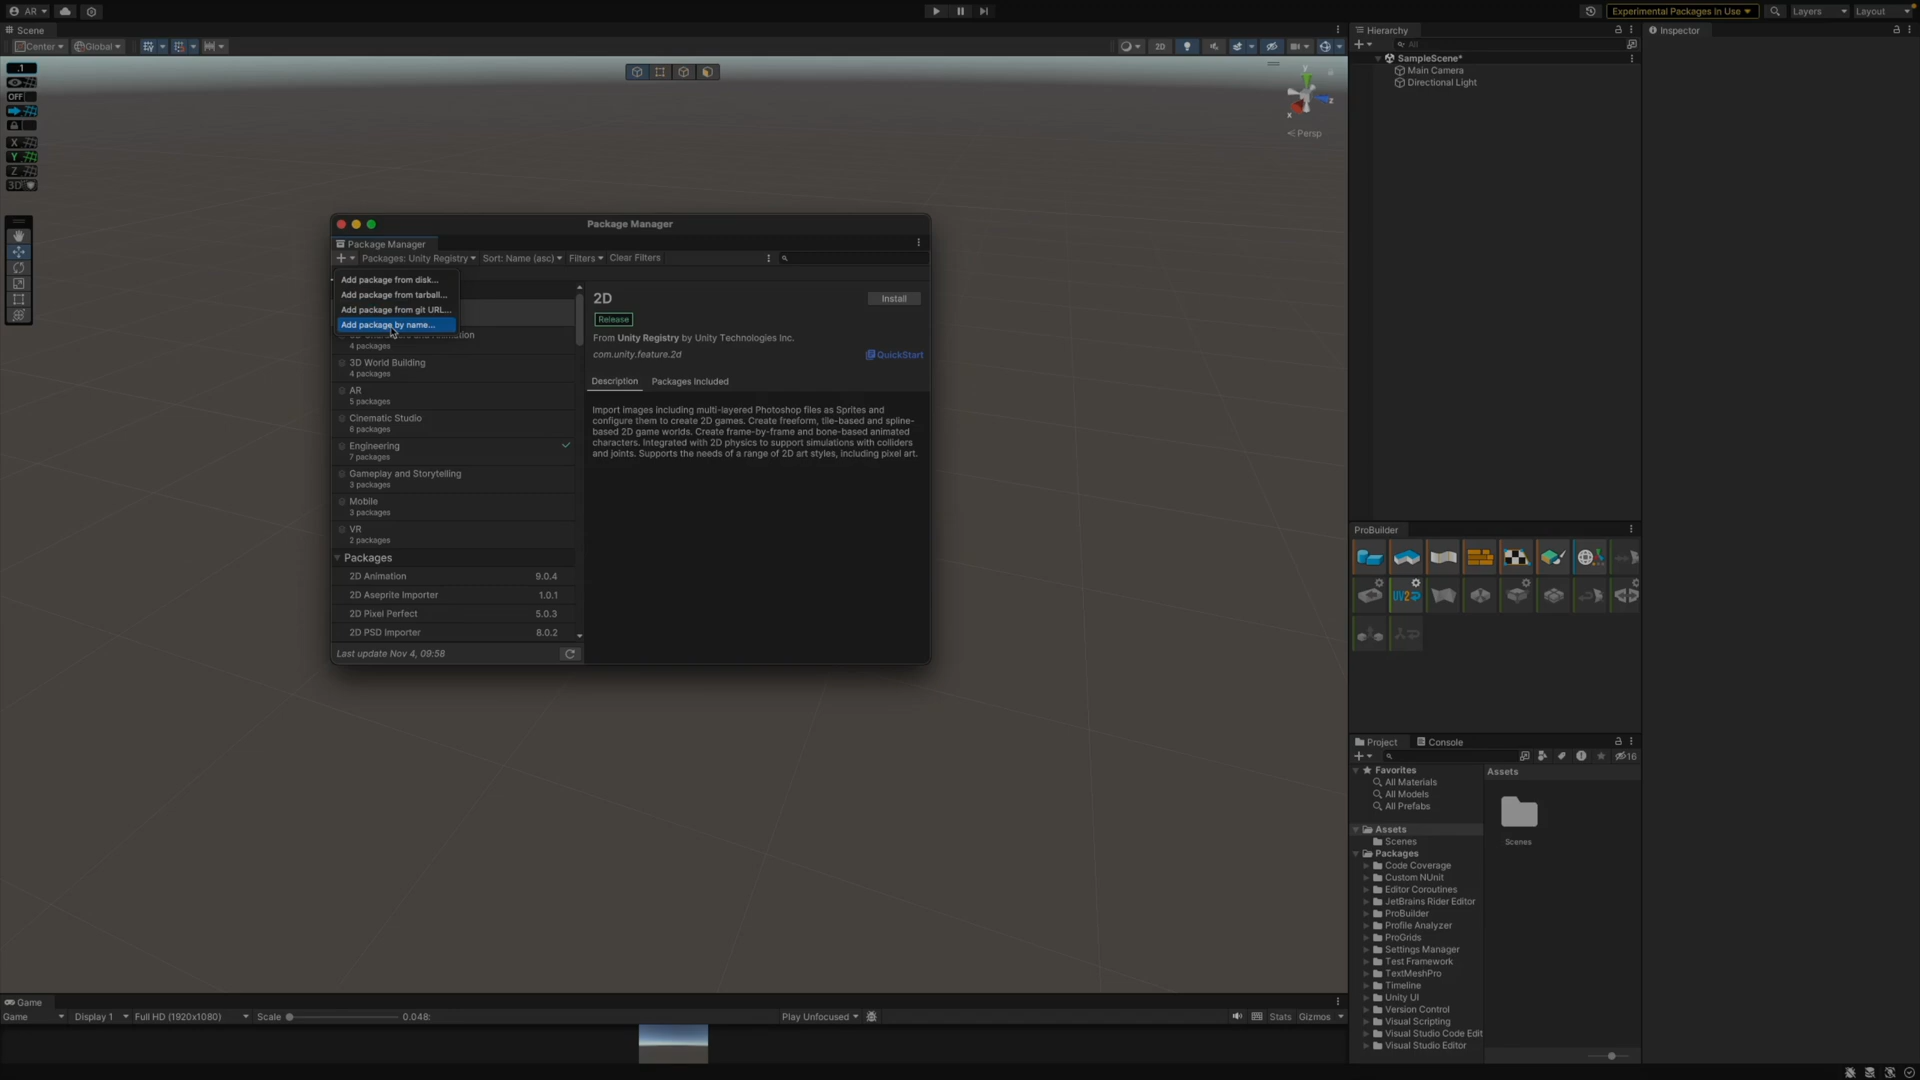 AR
Experimental Packages In Use
Layers
Layout
Scene
Hierarchy
Inspector
Center
Global
2D
All
.1
SampleScene*
Main Camera
Directional Light
OFF
X
Y
Z
3D
y
z
x
Persp
Package Manager
Package Manager
Packages: Unity Registry
Sort: Name (asc)
Filters
Clear Filters
Add package from disk...
Add package from tarball...
Add package from git URL...
Add package by name...
4 packages
3D World Building
4 packages
AR
5 packages
Cinematic Studio
6 packages
Engineering
7 packages
Gameplay and Storytelling
3 packages
Mobile
3 packages
VR
2 packages
Packages
2D Animation 9.0.4
2D Aseprite Importer 1.0.1
2D Pixel Perfect 5.0.3
2D PSD Importer 8.0.2
Last update Nov 4, 09:58
2D
Install
Release
From Unity Registry by Unity Technologies Inc.
com.unity.feature.2d
QuickStart
Description
Packages Included
Import images including multi-layered Photoshop files as Sprites and
configure them to create 2D games. Create freeform, tile-based and spline-
based 2D game worlds. Create frame-by-frame and bone-based animated
characters. Integrated with 2D physics to support simulations with colliders
and joints. Supports the needs of a range of 2D art styles, including pixel art.
ProBuilder
UV2
Project
Console
16
Favorites
All Materials
All Models
All Prefabs
Assets
Scenes
Packages
Code Coverage
Custom NUnit
Editor Coroutines
JetBrains Rider Editor
ProBuilder
Profile Analyzer
ProGrids
Settings Manager
Test Framework
TextMeshPro
Timeline
Unity UI
Version Control
Visual Scripting
Visual Studio Code Edit
Visual Studio Editor
Assets
Scenes
Game
Game
Display 1
Full HD (1920x1080)
Scale
0.048:
Play Unfocused
Stats
Gizmos